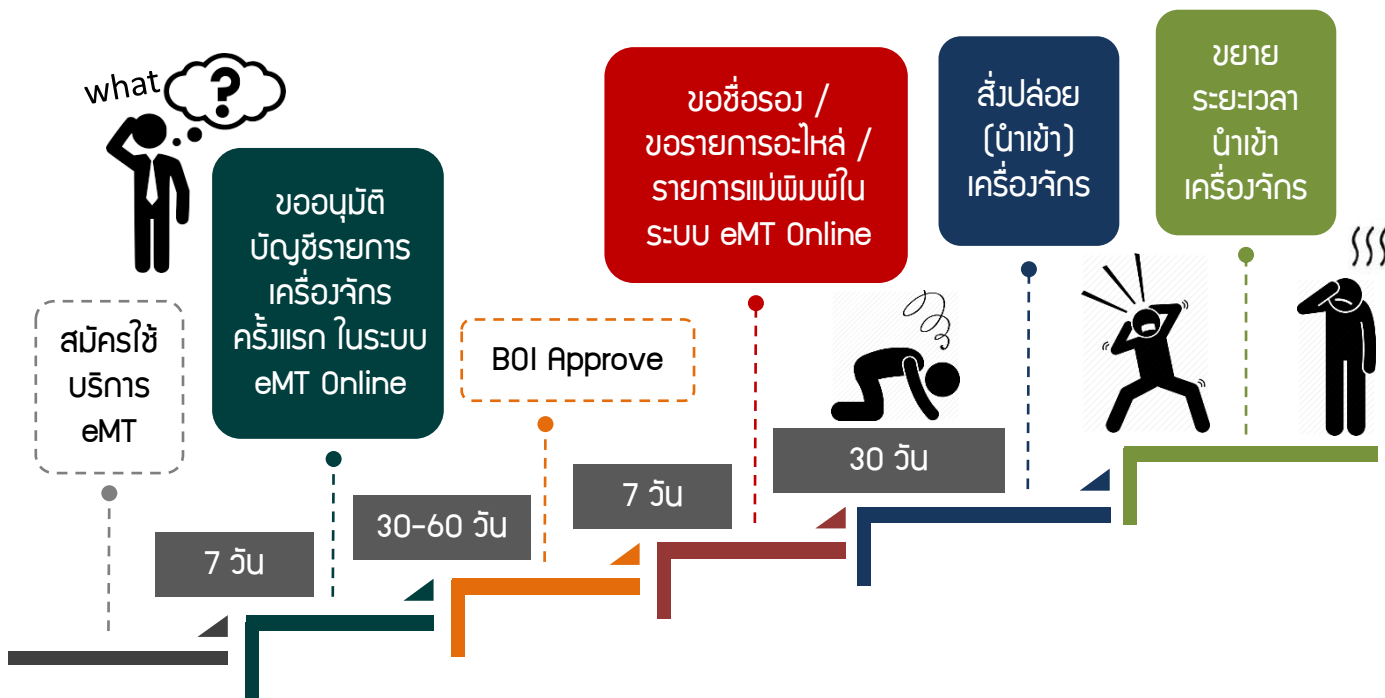 what
?
สมัครใช้
บริการ
eMT
7 วัน
ขออนุมัติ
บัญชีรายการ
เครื่องจักร
ครั้งแรก ในระบบ
eMT Online
30-60 วัน
BOI Approve
7 วัน
ขอชื่อรอง /
ขอรายการอะไหล่ /
รายการแม่พิมพ์ใน
ระบบ eMT Online
30 วัน
สั่งปล่อย
(นำเข้า)
เครื่องจักร
ขยาย
ระยะเวลา
นำเข้า
เครื่องจักร